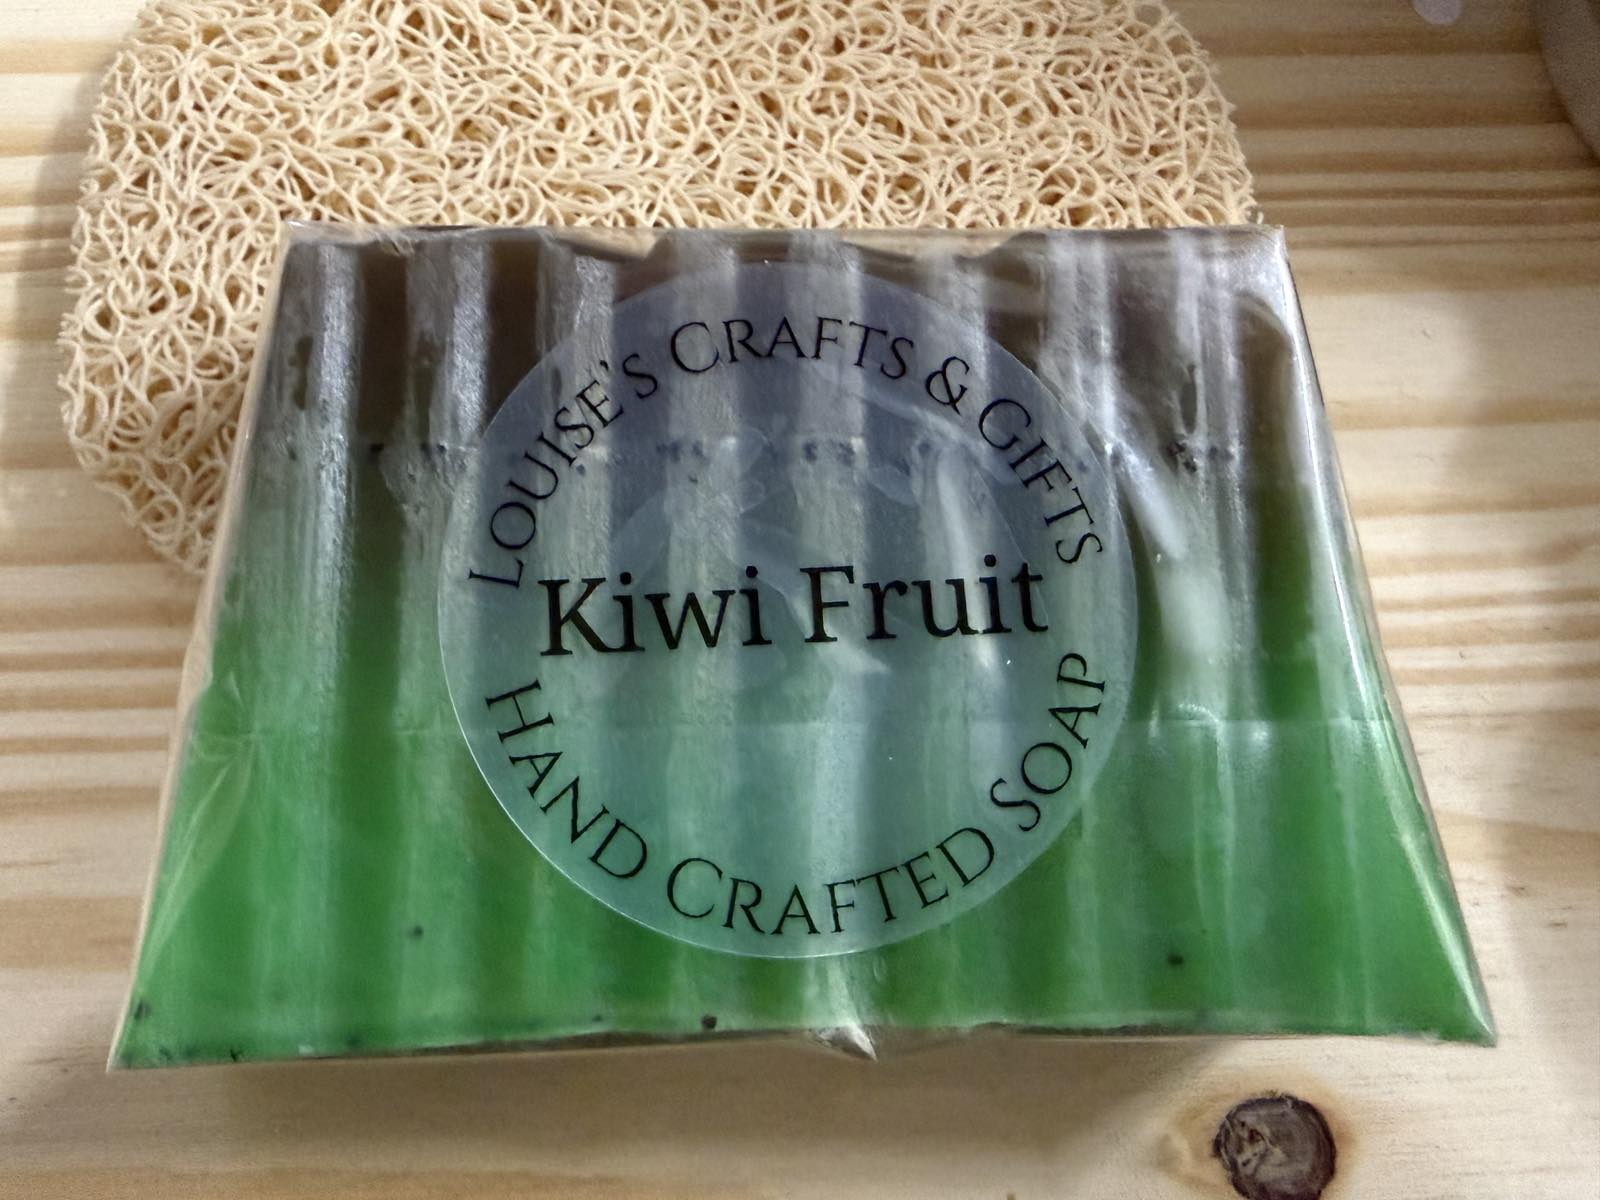 LOUISE'S CRAFTS & GIFTS
Kiwi Fruit
HAND CRAFTED SOAP